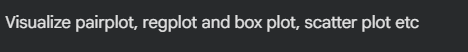 Visualize pairplot, regplot and box plot, scatter plot etc